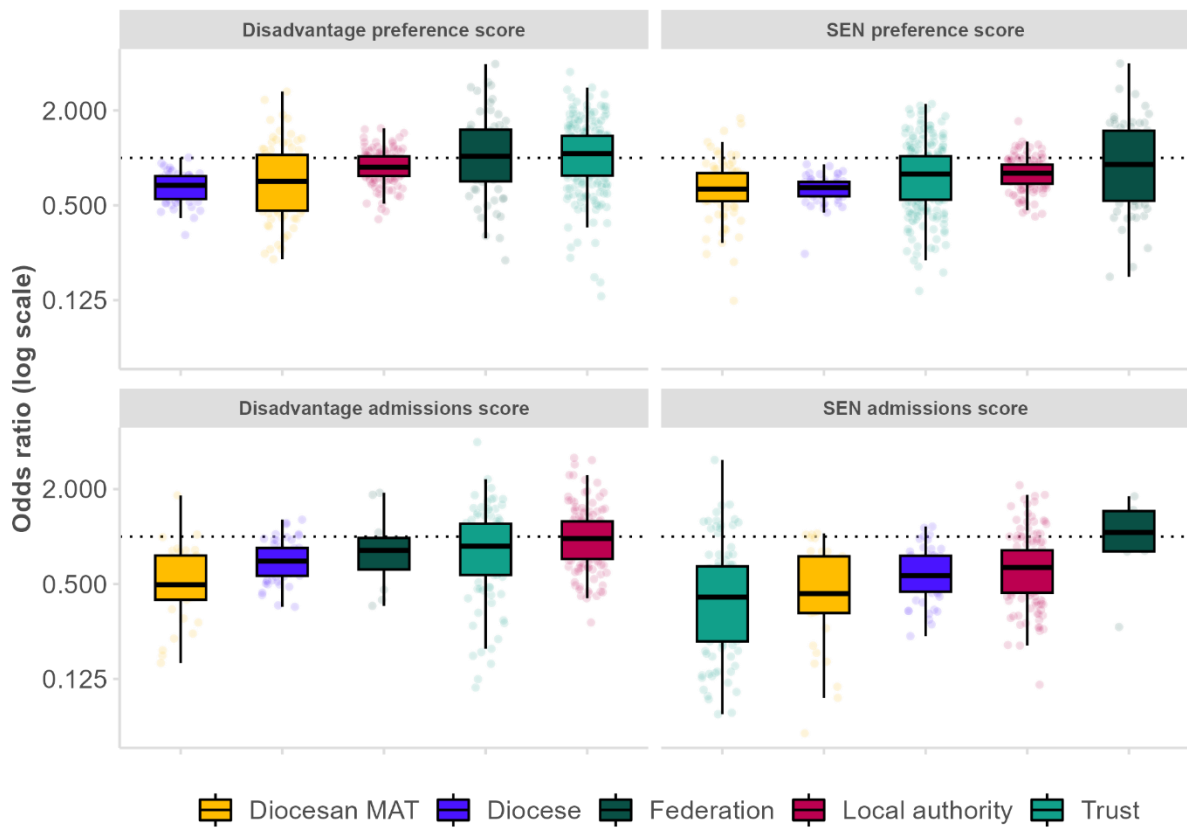 Disadvantage preference score
SEN preference score
2.000
0.500
0.125
Disadvantage admissions score
SEN admissions score
2.000
0.500
0.125
Odds ratio (log scale)
Diocesan MAT
Diocese
Federation
Local authority
Trust